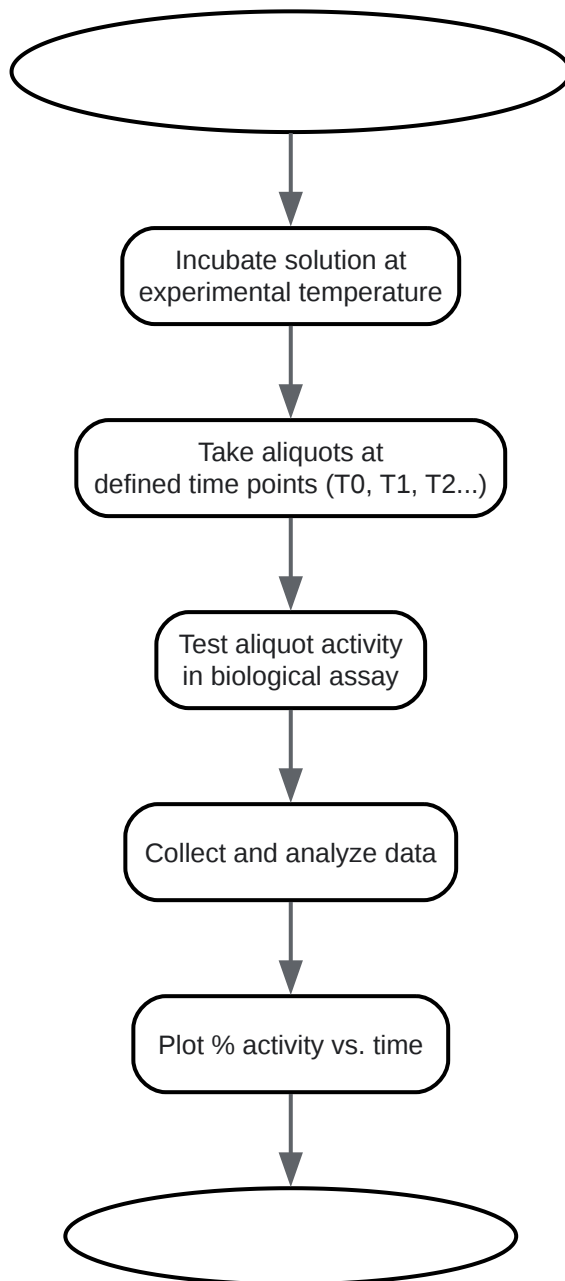 Incubate solution at
experimental temperature
Take aliquots at
defined time points (T0, T1, T2...)
Test aliquot activity
in biological assay
Collect and analyze data
Plot % activity vs. time